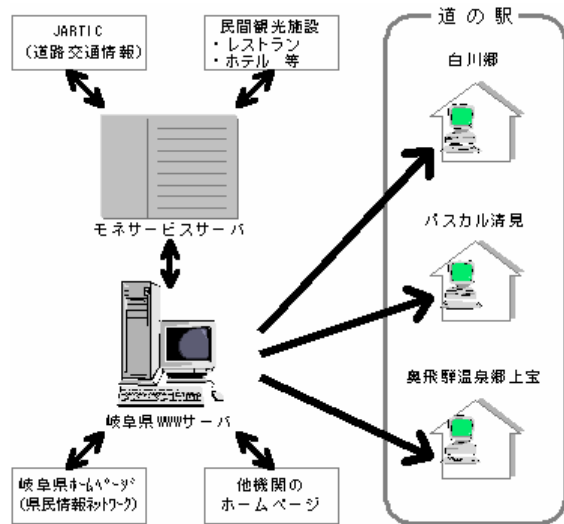 JARTIC
（道路交通情報）
民間観光施設
・レストラン
・ホテル 等
モネサービスサーバ
岐阜県WWWサーバ
岐阜県ﾎｰﾑﾍﾟｰｼﾞ
（県民情報ﾈｯﾄﾜｰｸ）
他機関の
ホームページ
道の駅
白川郷
パスカル清見
奥飛騨温泉郷上宝